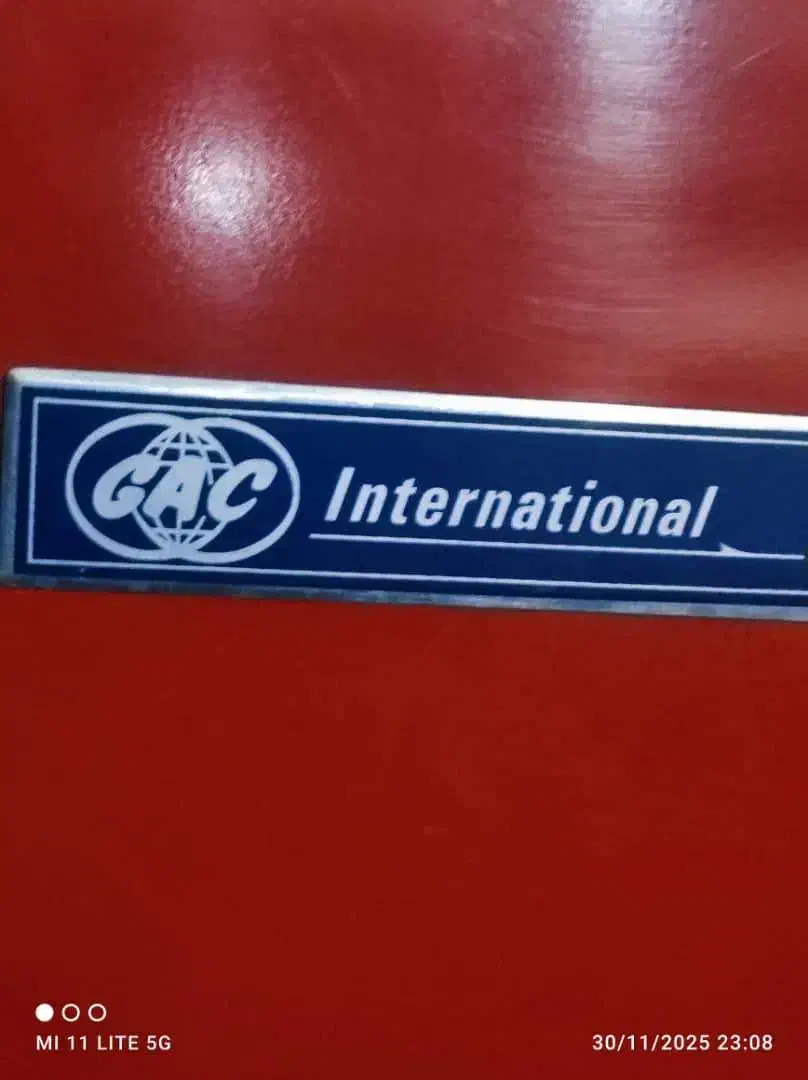 GAC International
MI 11 LITE 5G
30/11/2025 23:08